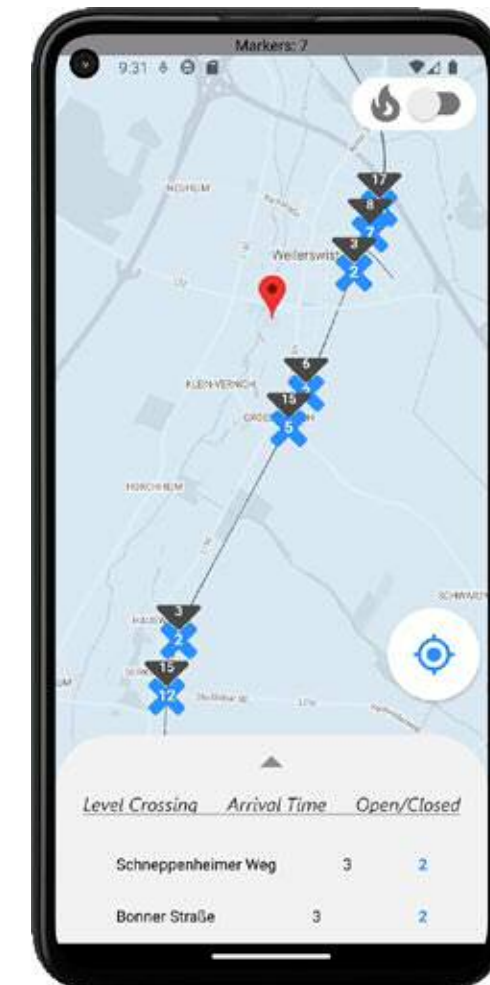 Markers: 7
9:31
17
8
7
3
2
Weilerswist
6
KLEIN-VERNICH
15
5
3
2
15
12
Level Crossing Arrival Time Open/Closed
Schneppenheimer Weg 3 2
Bonner Straße 3 2